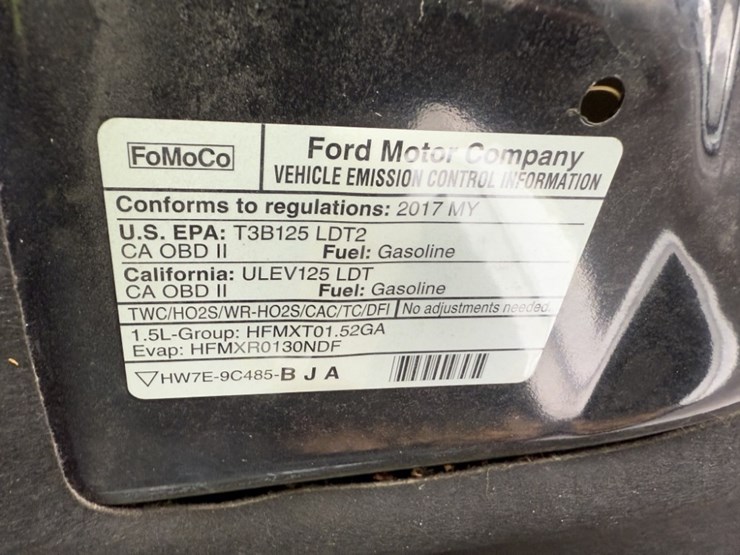 FoMoCo
Ford Motor Company
VEHICLE EMISSION CONTROL INFORMATION
Conforms to regulations: 2017 MY
U.S. EPA: T3B125 LDT2
CA OBD II Fuel: Gasoline
California: ULEV125 LDT
CA OBD II Fuel: Gasoline
TWC/HO2S/WR-HO2S/CAC/TC/DFI No adjustments needed.
1.5L-Group: HFMXT01.52GA
Evap: HFMXR0130NDF
HW7E-9C485-B J A